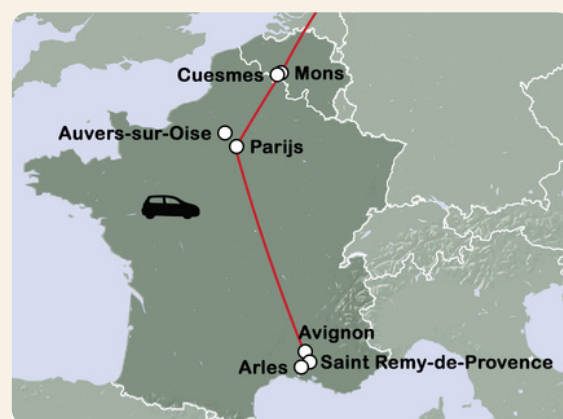 Cuesmes
Mons
Auvers-sur-Oise
Parijs
Avignon
Arles
Saint Remy-de-Provence